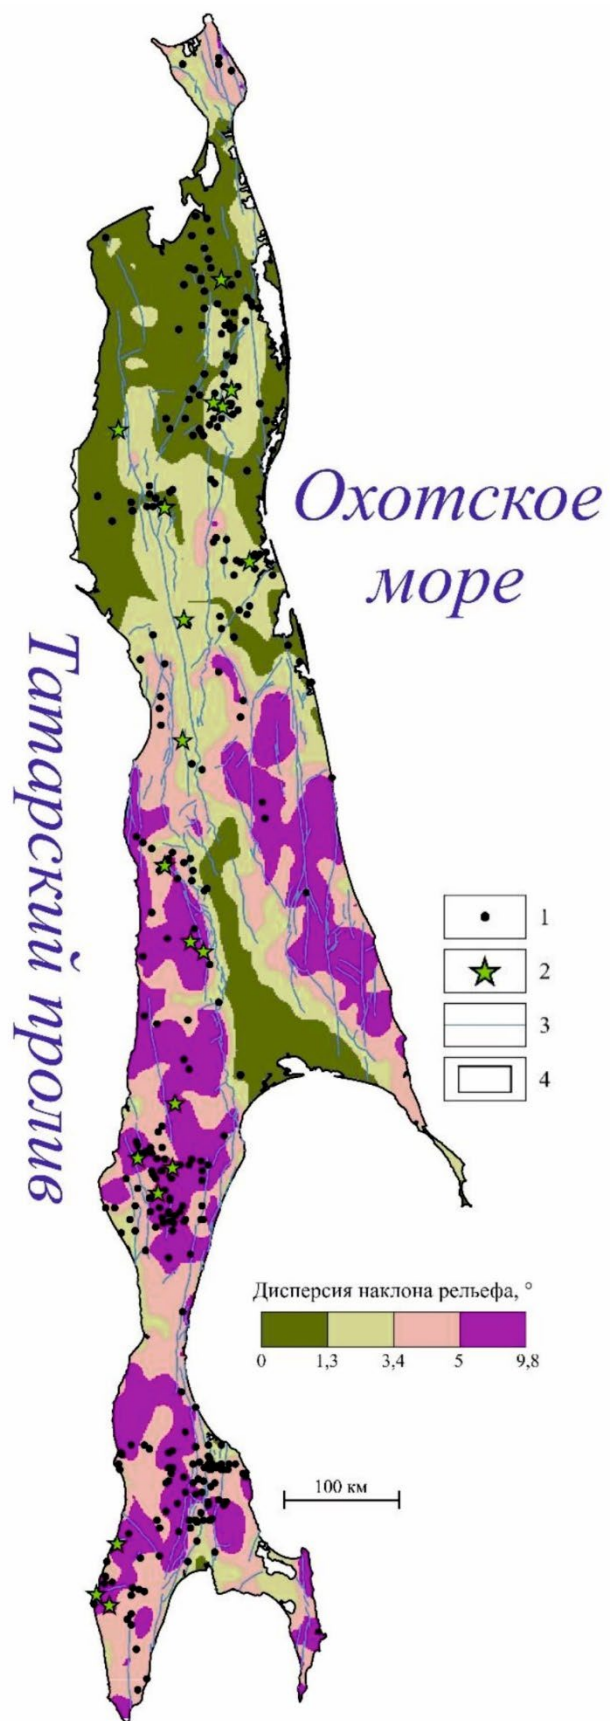 Охотское
море
Татарский пролив
1
2
3
4
Дисперсия наклона рельефа, °
0 1,3 3,4 5 9,8
100 км